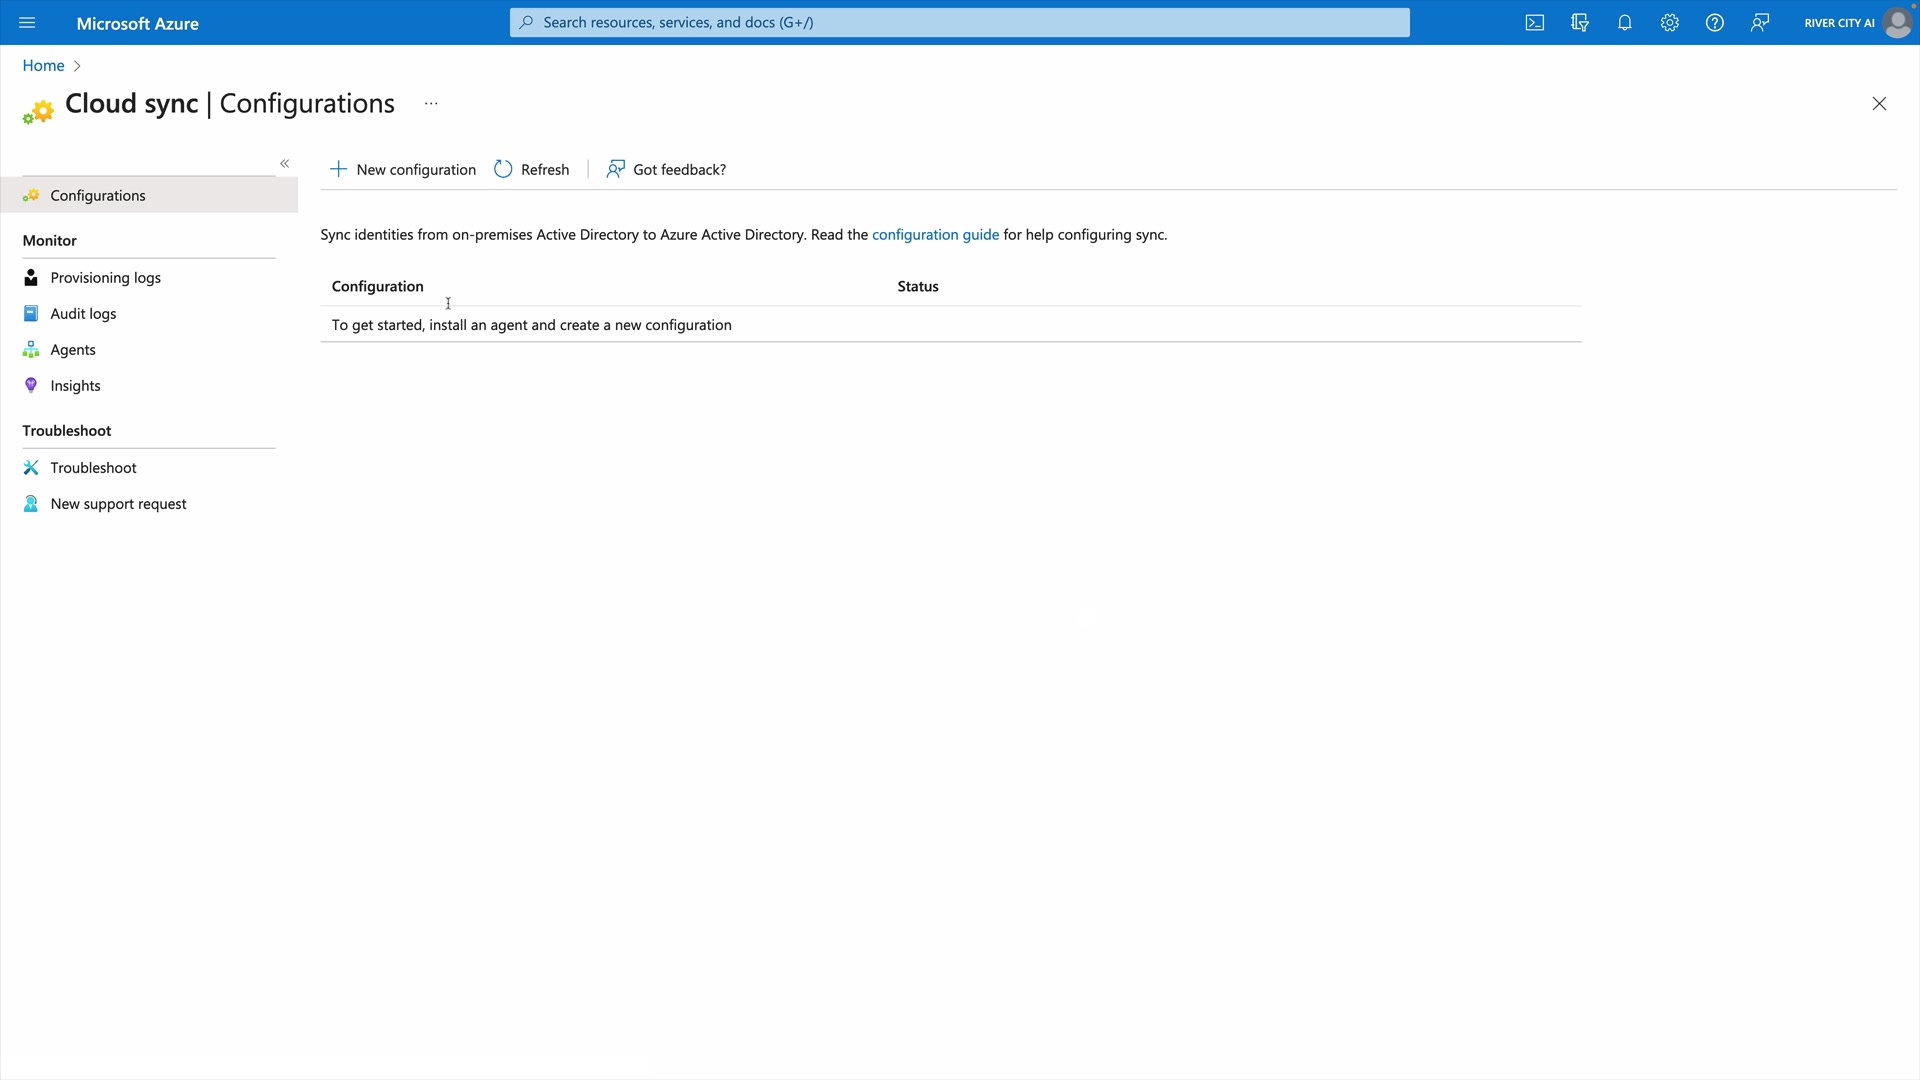 Microsoft Azure
Search resources, services, and docs (G+/)
RIVER CITY AI
Home
Cloud sync | Configurations
...
New configuration
Refresh
Got feedback?
Configurations
Monitor
Provisioning logs
Audit logs
Agents
Insights
Troubleshoot
Troubleshoot
New support request
Sync identities from on-premises Active Directory to Azure Active Directory. Read the configuration guide for help configuring sync.
Configuration Status
To get started, install an agent and create a new configuration